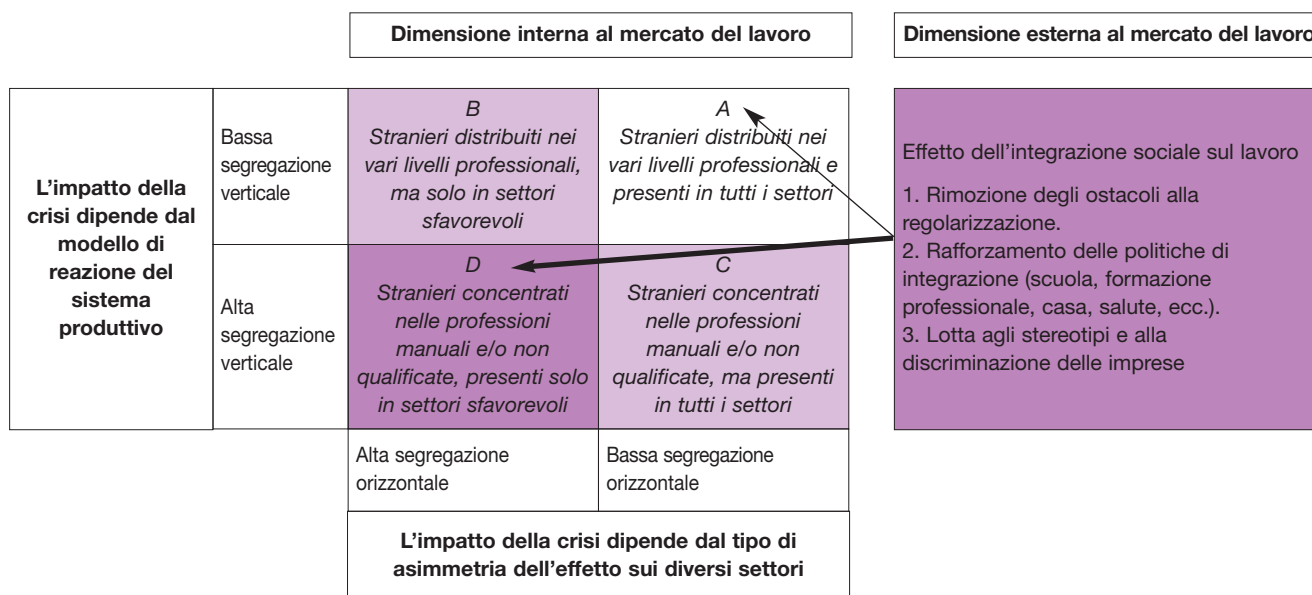 Dimensione interna al mercato del lavoro
Dimensione esterna al mercato del lavoro
L'impatto della
crisi dipende dal
modello di
reazione del
sistema
produttivo
Bassa
segregazione
verticale
B
Stranieri distribuiti nei
vari livelli professionali,
ma solo in settori
sfavorevoli
A
Stranieri distribuiti nei
vari livelli professionali e
presenti in tutti i settori
Alta
segregazione
verticale
D
Stranieri concentrati
nelle professioni
manuali e/o non
qualificate, presenti solo
in settori sfavorevoli
C
Stranieri concentrati
nelle professioni
manuali e/o non
qualificate, ma presenti
in tutti i settori
Effetto dell'integrazione sociale sul lavoro
1. Rimozione degli ostacoli alla
regolarizzazione.
2. Rafforzamento delle politiche di
integrazione (scuola, formazione
professionale, casa, salute, ecc.).
3. Lotta agli stereotipi e alla
discriminazione delle imprese
Alta segregazione
orizzontale
Bassa segregazione
orizzontale
L'impatto della crisi dipende dal tipo di
asimmetria dell'effetto sui diversi settori